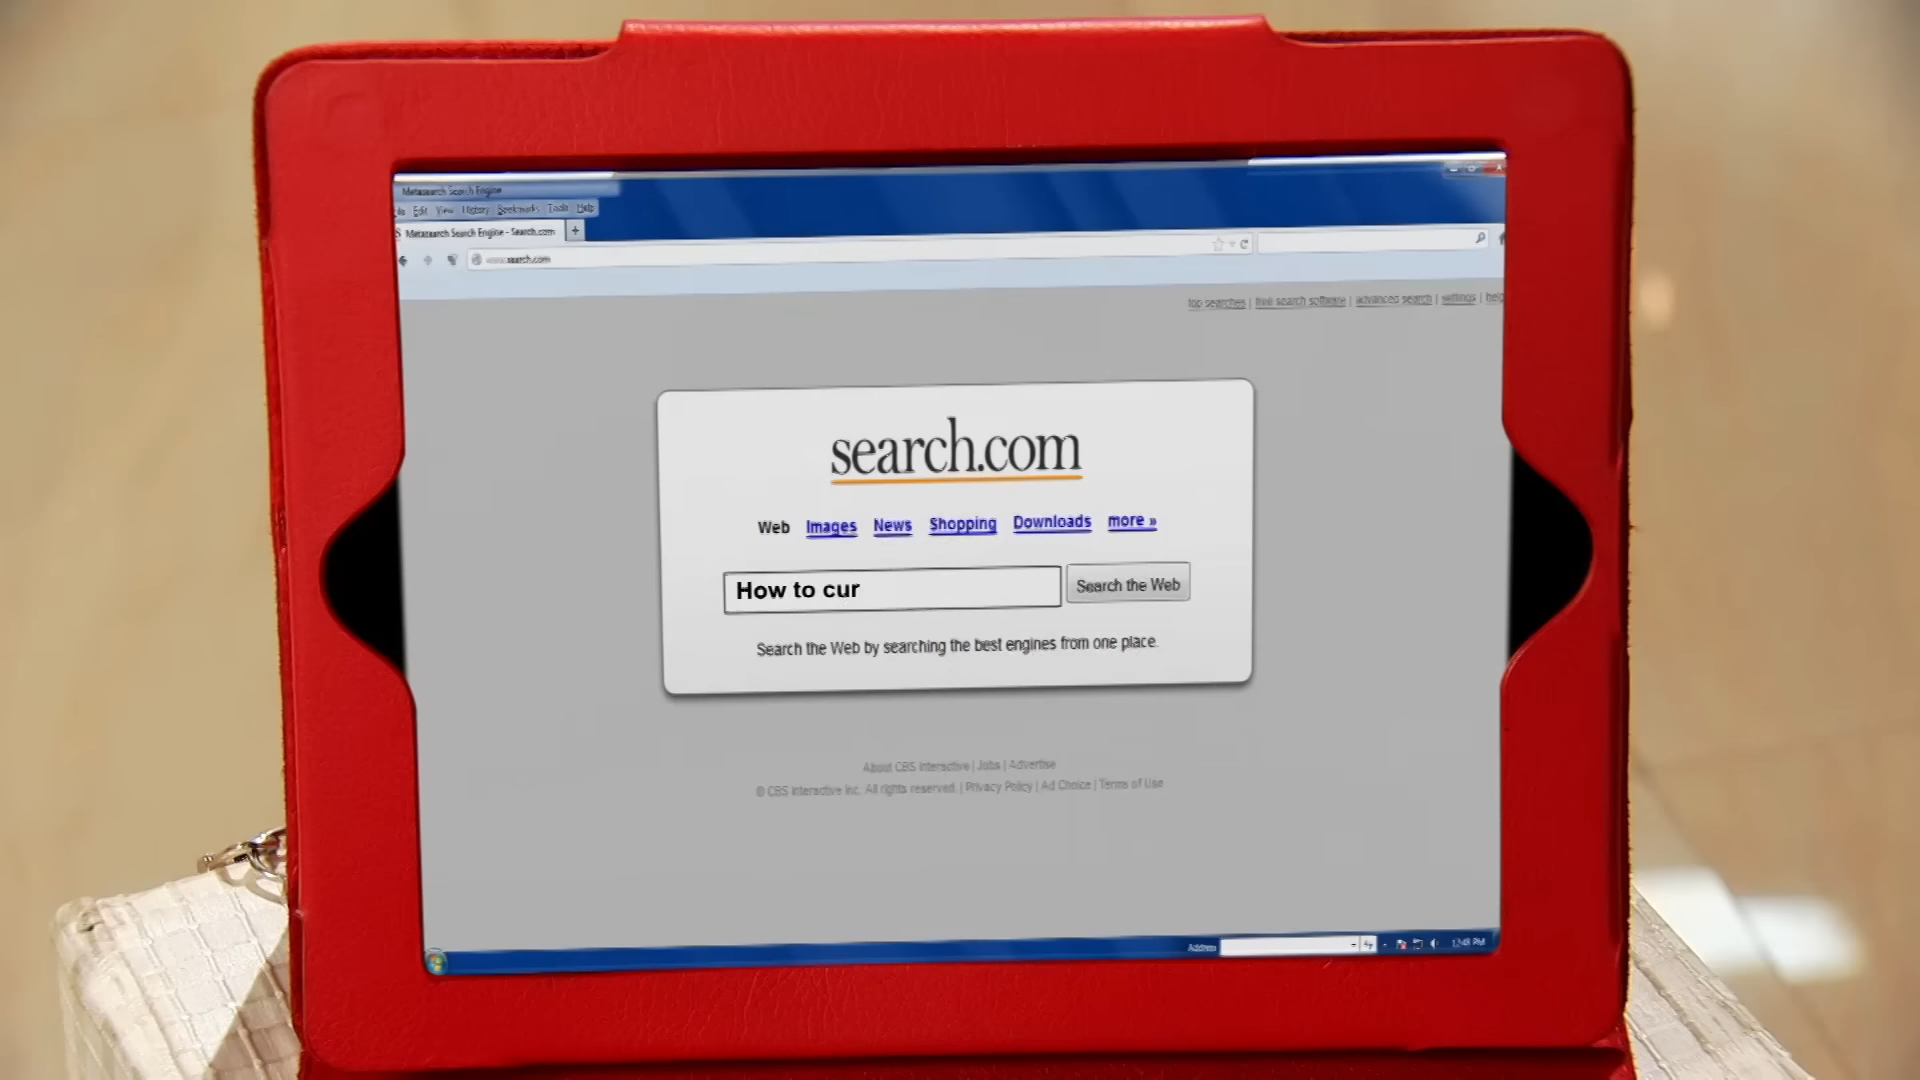 Metasearch Search Engine
Edit View History Bookmarks Tools Help
Metasearch Search Engine - Search.com +
www.search.com
top searches | free search software | advanced search | settings | help
search.com
Web Images News Shopping Downloads more »
How to cur
Search the Web
Search the Web by searching the best engines from one place.
About CBS Interactive | Jobs | Advertise
© CBS Interactive Inc. All rights reserved. | Privacy Policy | Ad Choice | Terms of Use
Address
12:48 PM